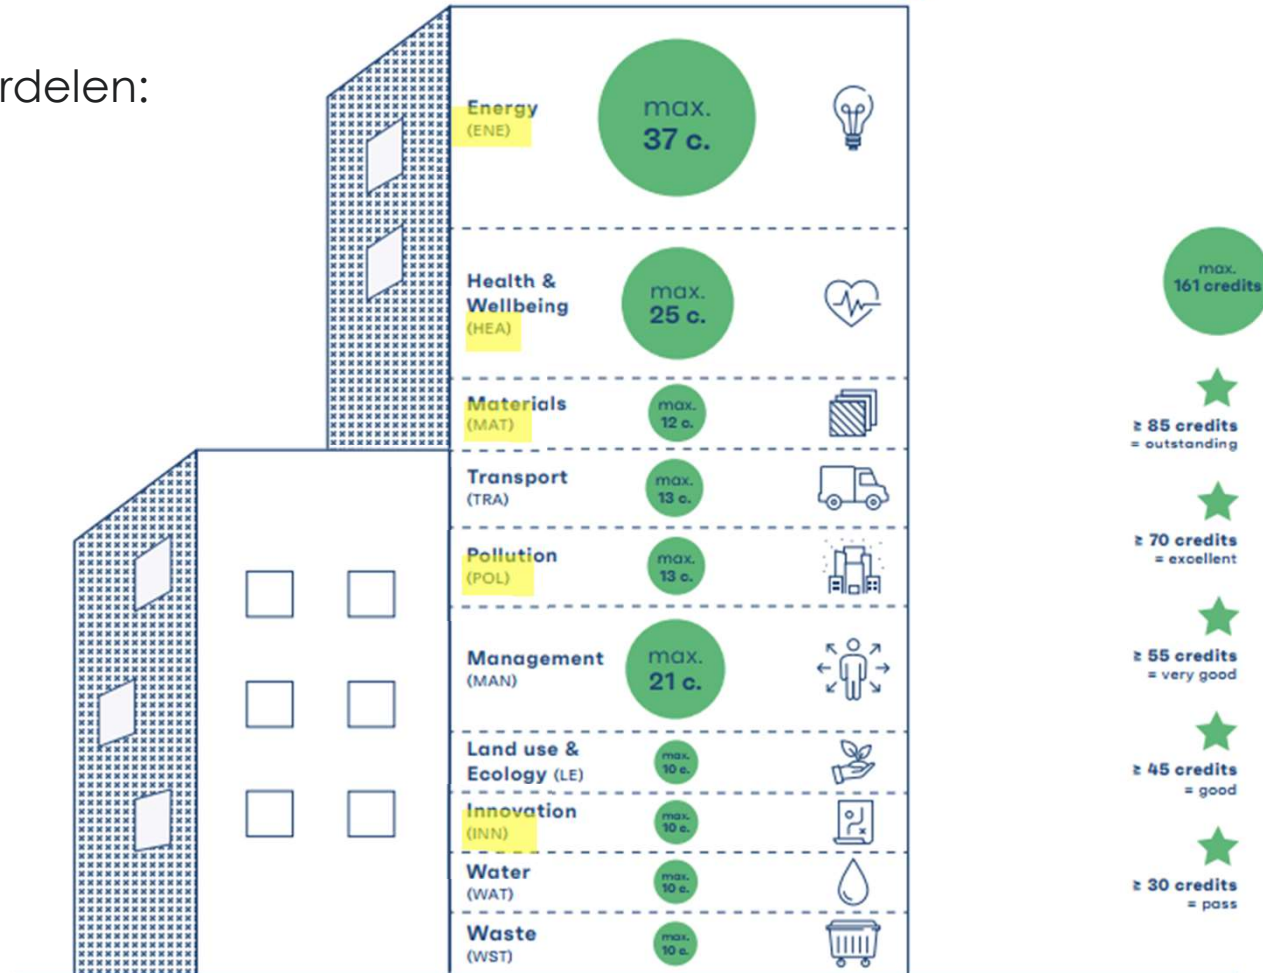 rdelen:
Energy
(ENE)
max.
37 c.
Health &
Wellbeing
(HEA)
max.
25 c.
Materials
(MAT)
max.
12 c.
Transport
(TRA)
max.
13 c.
Pollution
(POL)
max.
13 c.
Management
(MAN)
max.
21 c.
Land use &
Ecology (LE)
max.
10 c.
Innovation
(INN)
max.
10 c.
Water
(WAT)
max.
10 c.
Waste
(WST)
max.
10 c.
max.
161 credits
≥ 85 credits
= outstanding
≥ 70 credits
= excellent
≥ 55 credits
= very good
≥ 45 credits
= good
≥ 30 credits
= pass